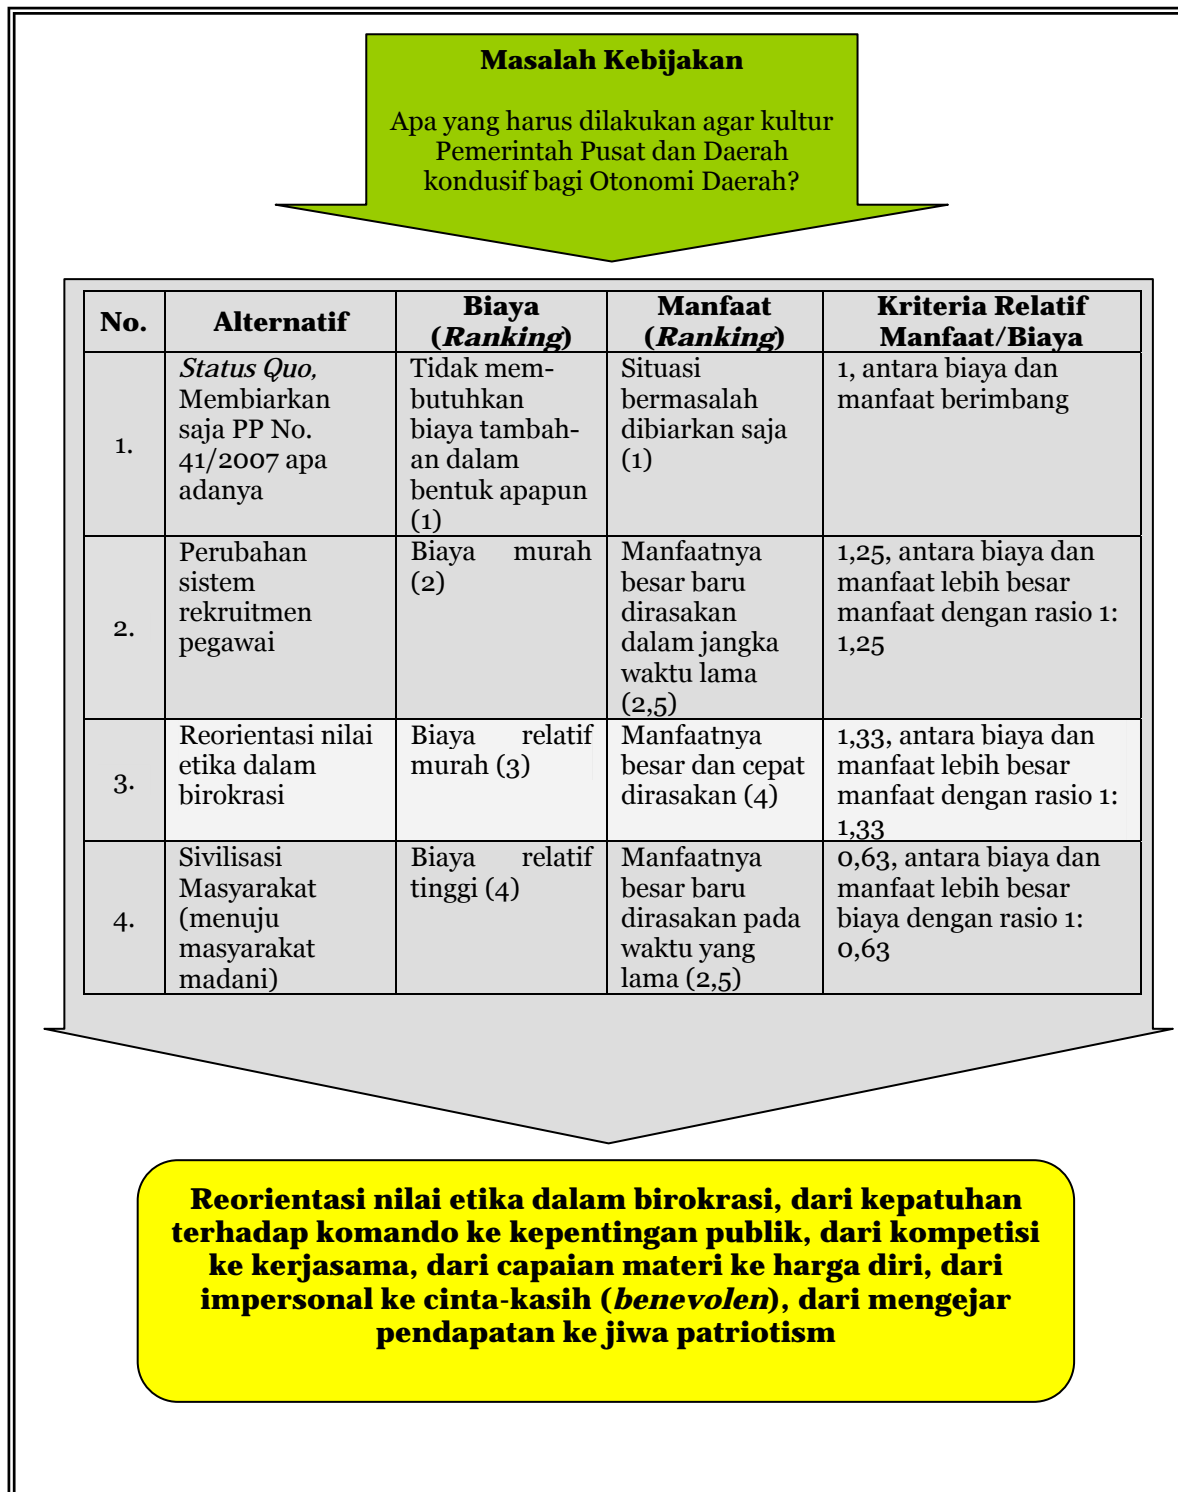 Masalah Kebijakan
Apa yang harus dilakukan agar kultur
Pemerintah Pusat dan Daerah
kondusif bagi Otonomi Daerah?
No.
Alternatif
Biaya
(Ranking)
Manfaat
(Ranking)
Kriteria Relatif
Manfaat/Biaya
1.
Status Quo,
Membiarkan
saja PP No.
41/2007 apa
adanya
Tidak mem-
butuhkan
biaya tambah-
an dalam
bentuk apapun
(1)
Situasi
bermasalah
dibiarkan saja
(1)
1, antara biaya dan
manfaat berimbang
2.
Perubahan
sistem
rekruitmen
pegawai
Biaya murah
(2)
Manfaatnya
besar baru
dirasakan
dalam jangka
waktu lama
(2,5)
1,25, antara biaya dan
manfaat lebih besar
manfaat dengan rasio 1:
1,25
3.
Reorientasi nilai
etika dalam
birokrasi
Biaya relatif
murah (3)
Manfaatnya
besar dan cepat
dirasakan (4)
1,33, antara biaya dan
manfaat lebih besar
manfaat dengan rasio 1:
1,33
4.
Sivilisasi
Masyarakat
(menuju
masyarakat
madani)
Biaya relatif
tinggi (4)
Manfaatnya
besar baru
dirasakan pada
waktu yang
lama (2,5)
0,63, antara biaya dan
manfaat lebih besar
biaya dengan rasio 1:
0,63
Reorientasi nilai etika dalam birokrasi, dari kepatuhan
terhadap komando ke kepentingan publik, dari kompetisi
ke kerjasama, dari capaian materi ke harga diri, dari
impersonal ke cinta-kasih (benevolen), dari mengejar
pendapatan ke jiwa patriotism